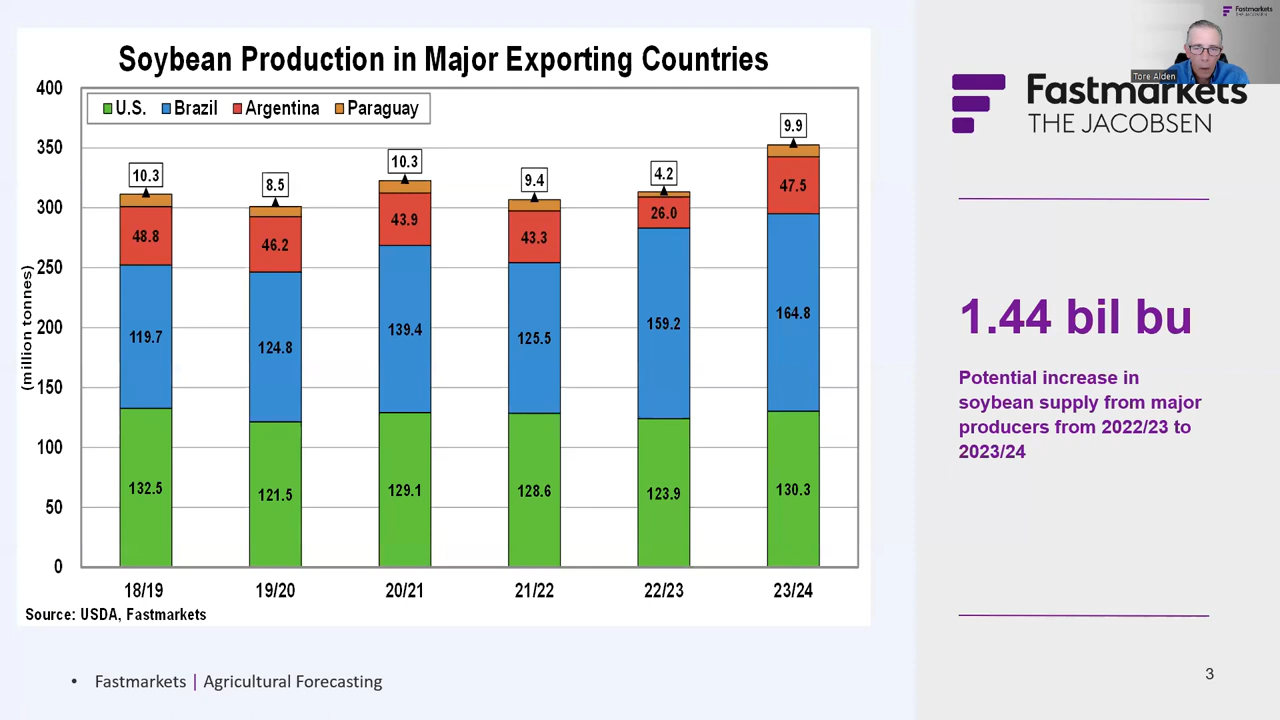 Soybean Production in Major Exporting Countries
400
350
300
250
200
150
100
50
0
(million tonnes)
U.S. Brazil Argentina Paraguay
10.3
48.8
119.7
132.5
8.5
46.2
124.8
121.5
10.3
43.9
139.4
129.1
9.4
43.3
125.5
128.6
4.2
26.0
159.2
123.9
9.9
47.5
164.8
130.3
18/19 19/20 20/21 21/22 22/23 23/24
Source: USDA, Fastmarkets
• Fastmarkets | Agricultural Forecasting
Fastmarkets
THE JACOBSEN
Tore Alden
Fastmarkets
THE JACOBSEN
1.44 bil bu
Potential increase in
soybean supply from major
producers from 2022/23 to
2023/24
3